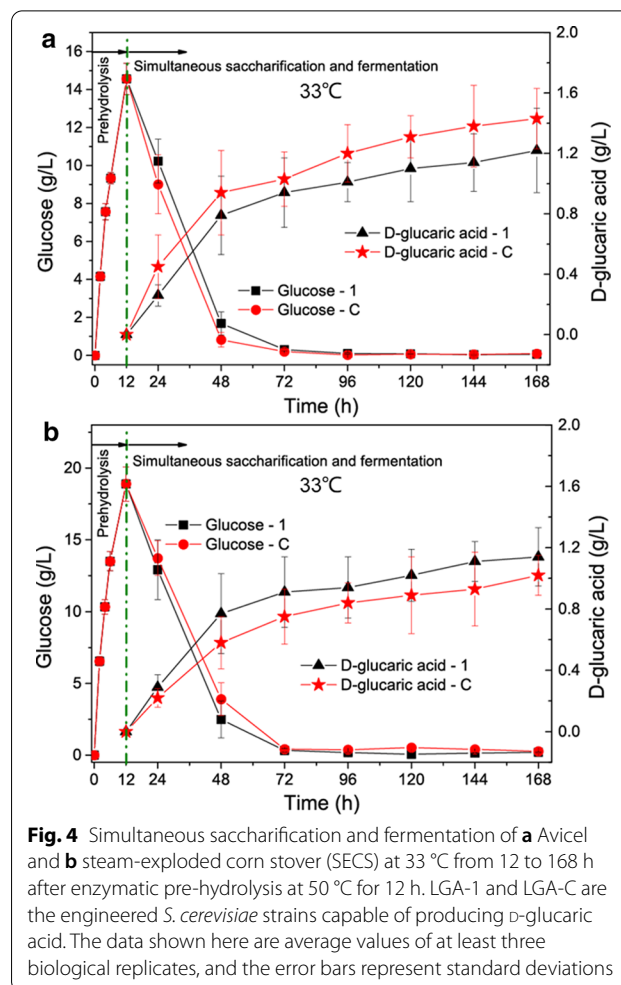 a
Prehydrolysis
Simultaneous saccharification and fermentation
33℃
Glucose (g/L)
16
14
12
10
8
6
4
2
0
D-glucaric acid (g/L)
2.0
1.6
1.2
0.8
0.4
0.0
D-glucaric acid - 1
D-glucaric acid - C
Glucose - 1
Glucose - C
0 12 24 48 72 96 120 144 168
Time (h)
b
Prehydrolysis
Simultaneous saccharification and fermentation
33℃
Glucose (g/L)
20
15
10
5
0
D-glucaric acid (g/L)
2.0
1.6
1.2
0.8
0.4
0.0
Glucose - 1
Glucose - C
D-glucaric acid - 1
D-glucaric acid - C
0 12 24 48 72 96 120 144 168
Time (h)
Fig. 4 Simultaneous saccharification and fermentation of a Avicel
and b steam-exploded corn stover (SECS) at 33 °C from 12 to 168 h
after enzymatic pre-hydrolysis at 50 °C for 12 h. LGA-1 and LGA-C are
the engineered S. cerevisiae strains capable of producing D-glucaric
acid. The data shown here are average values of at least three
biological replicates, and the error bars represent standard deviations